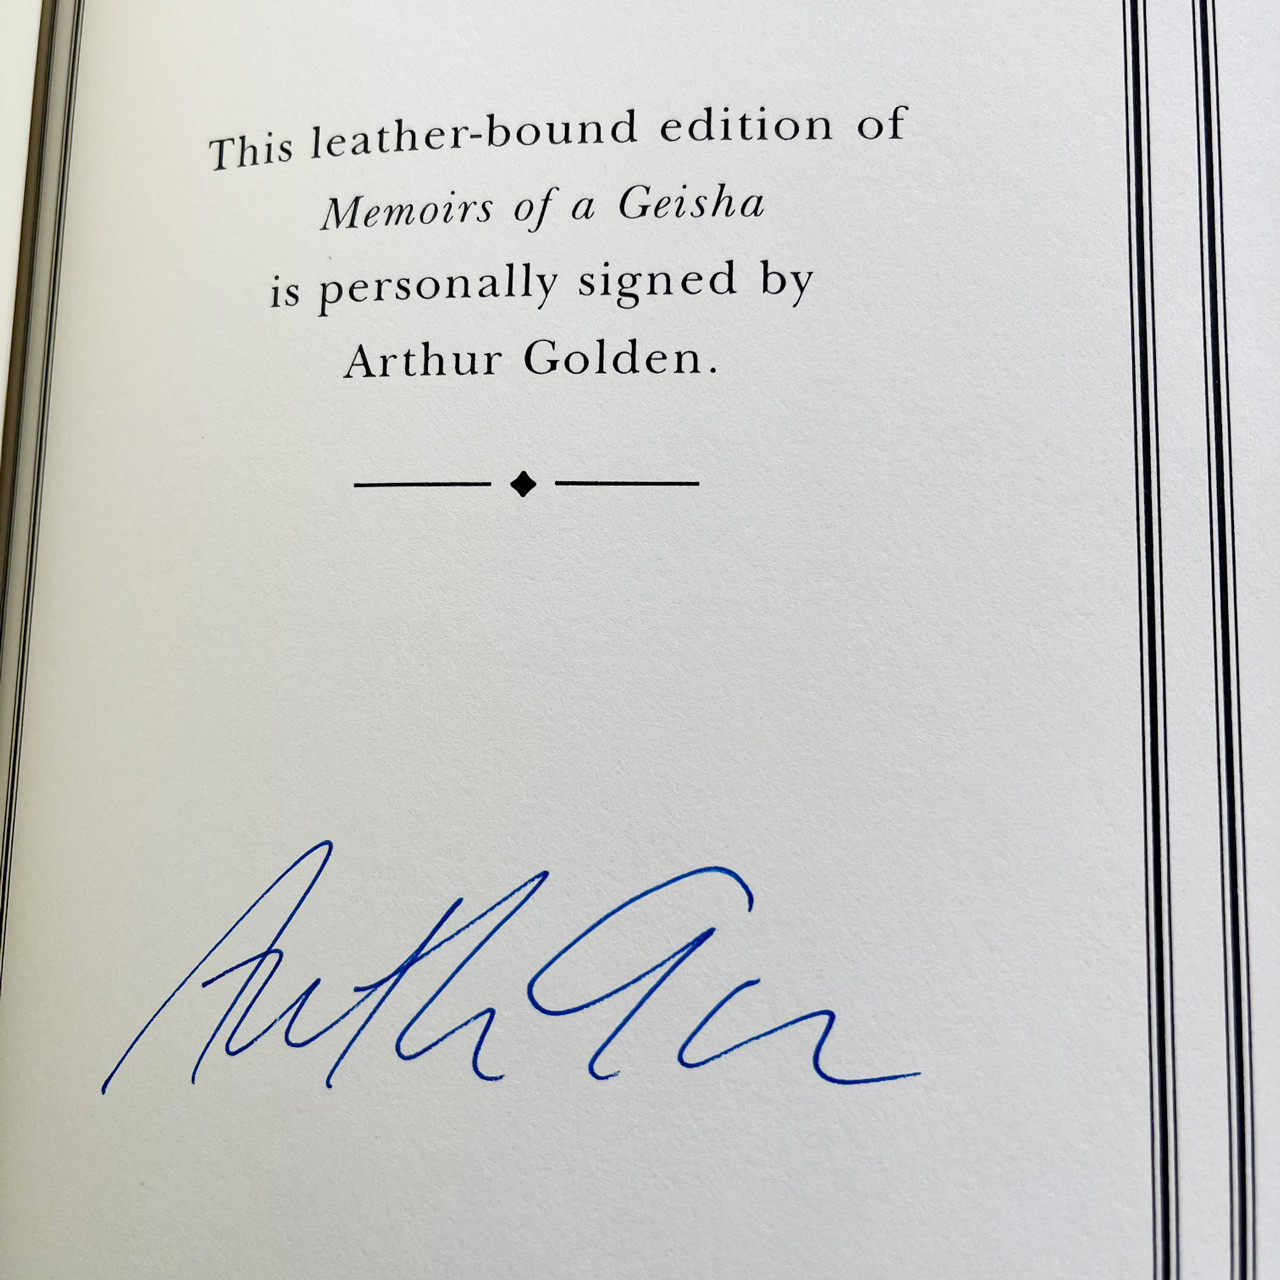 This leather-bound edition of
Memoirs of a Geisha
is personally signed by
Arthur Golden.